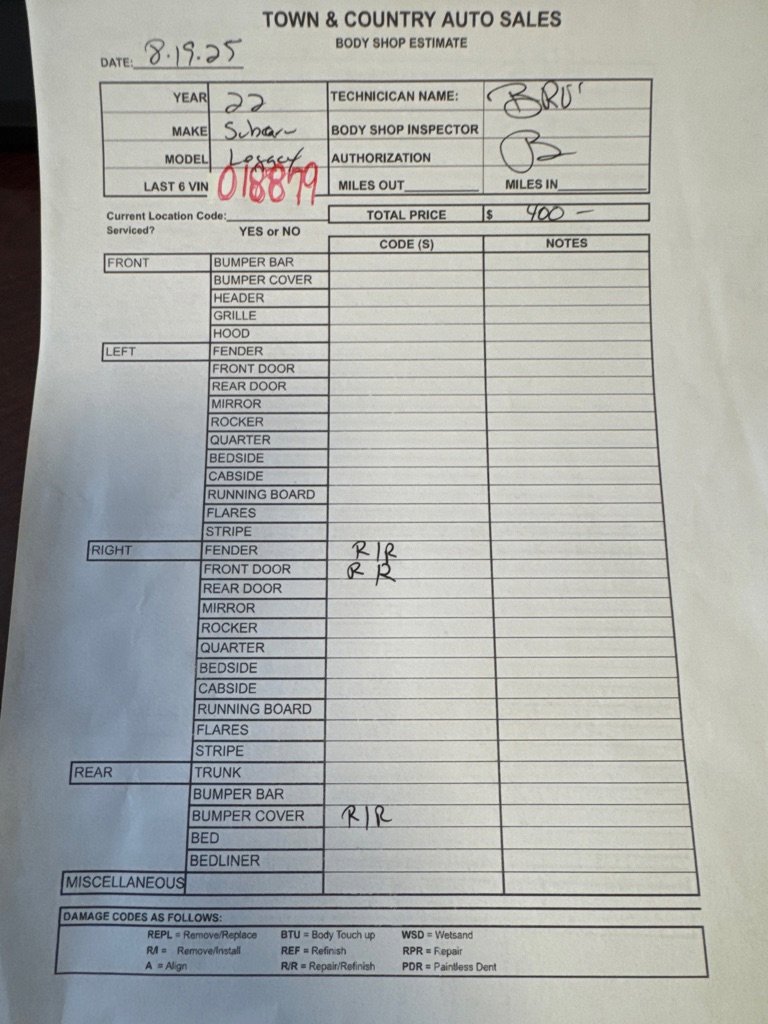 TOWN & COUNTRY AUTO SALES
BODY SHOP ESTIMATE
DATE: 8.19.25
YEAR 22 TECHNICICAN NAME: BRU
MAKE Subaru BODY SHOP INSPECTOR
MODEL Legacy AUTHORIZATION B
LAST 6 VIN 018879 MILES OUT MILES IN
Current Location Code: TOTAL PRICE $ 400 —
Serviced? YES or NO
CODE (S) NOTES
FRONT BUMPER BAR
BUMPER COVER
HEADER
GRILLE
HOOD
LEFT FENDER
FRONT DOOR
REAR DOOR
MIRROR
ROCKER
QUARTER
BEDSIDE
CABSIDE
RUNNING BOARD
FLARES
STRIPE
RIGHT FENDER R/R
FRONT DOOR R R
REAR DOOR
MIRROR
ROCKER
QUARTER
BEDSIDE
CABSIDE
RUNNING BOARD
FLARES
STRIPE
REAR TRUNK
BUMPER BAR
BUMPER COVER R/R
BED
BEDLINER
MISCELLANEOUS
DAMAGE CODES AS FOLLOWS:
REPL = Remove/Replace BTU = Body Touch up WSD = Wetsand
R/I = Remove/Install REF = Refinish RPR = Repair
A = Align R/R = Repair/Refinish PDR = Paintless Dent